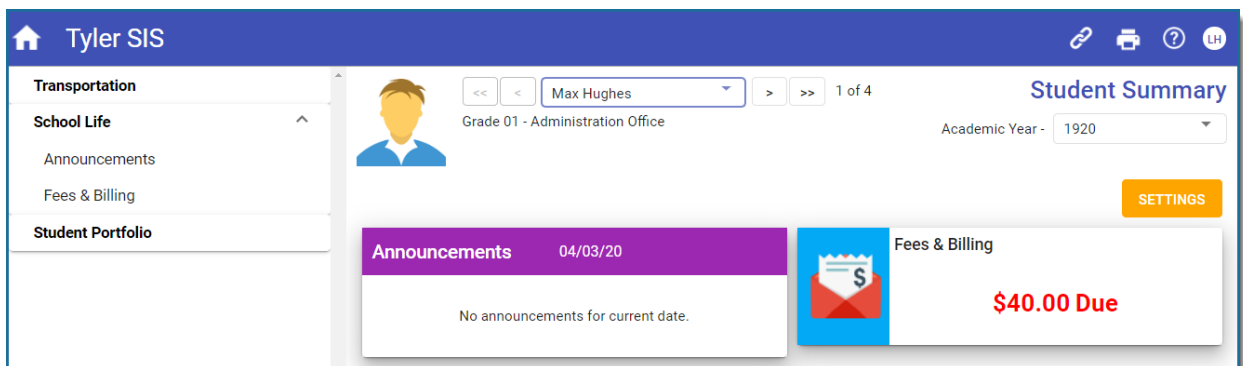 Tyler SIS
LH
Transportation
School Life
Announcements
Fees & Billing
Student Portfolio
<< < Max Hughes > >> 1 of 4
Grade 01 - Administration Office
Student Summary
Academic Year - 1920
SETTINGS
Announcements 04/03/20
No announcements for current date.
Fees & Billing
$
$40.00 Due